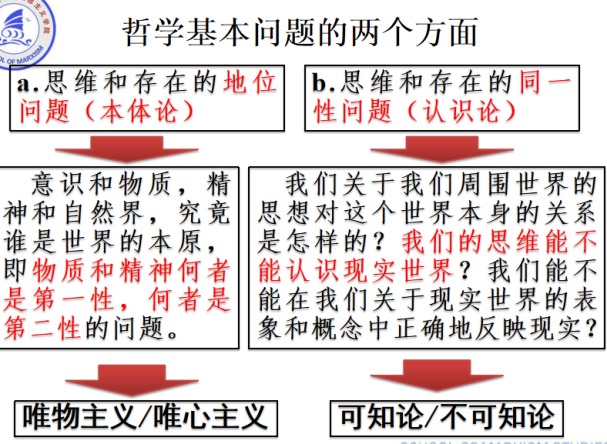 哲学基本问题的两个方面
a.思维和存在的地位
问题（本体论）
b.思维和存在的同一
性问题（认识论）
意识和物质，精
神和自然界，究竟
谁是世界的本原，
即物质和精神何者
是第一性，何者是
第二性的问题。
我们关于我们周围世界的
思想对这个世界本身的关系
是怎样的？我们的思维能不
能认识现实世界？我们能不
能在我们关于现实世界的表
象和概念中正确地反映现实？
唯物主义/唯心主义
可知论/不可知论